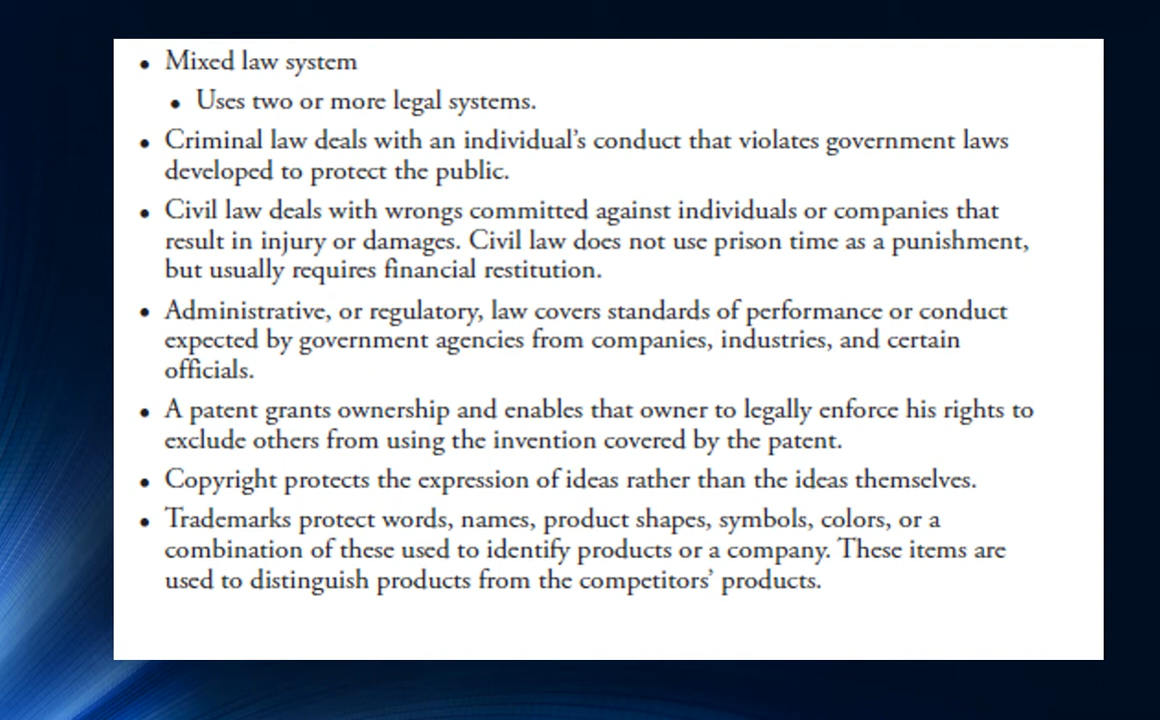 • Mixed law system
• Uses two or more legal systems.
• Criminal law deals with an individual’s conduct that violates government laws
developed to protect the public.
• Civil law deals with wrongs committed against individuals or companies that
result in injury or damages. Civil law does not use prison time as a punishment,
but usually requires financial restitution.
• Administrative, or regulatory, law covers standards of performance or conduct
expected by government agencies from companies, industries, and certain
officials.
• A patent grants ownership and enables that owner to legally enforce his rights to
exclude others from using the invention covered by the patent.
• Copyright protects the expression of ideas rather than the ideas themselves.
• Trademarks protect words, names, product shapes, symbols, colors, or a
combination of these used to identify products or a company. These items are
used to distinguish products from the competitors’ products.